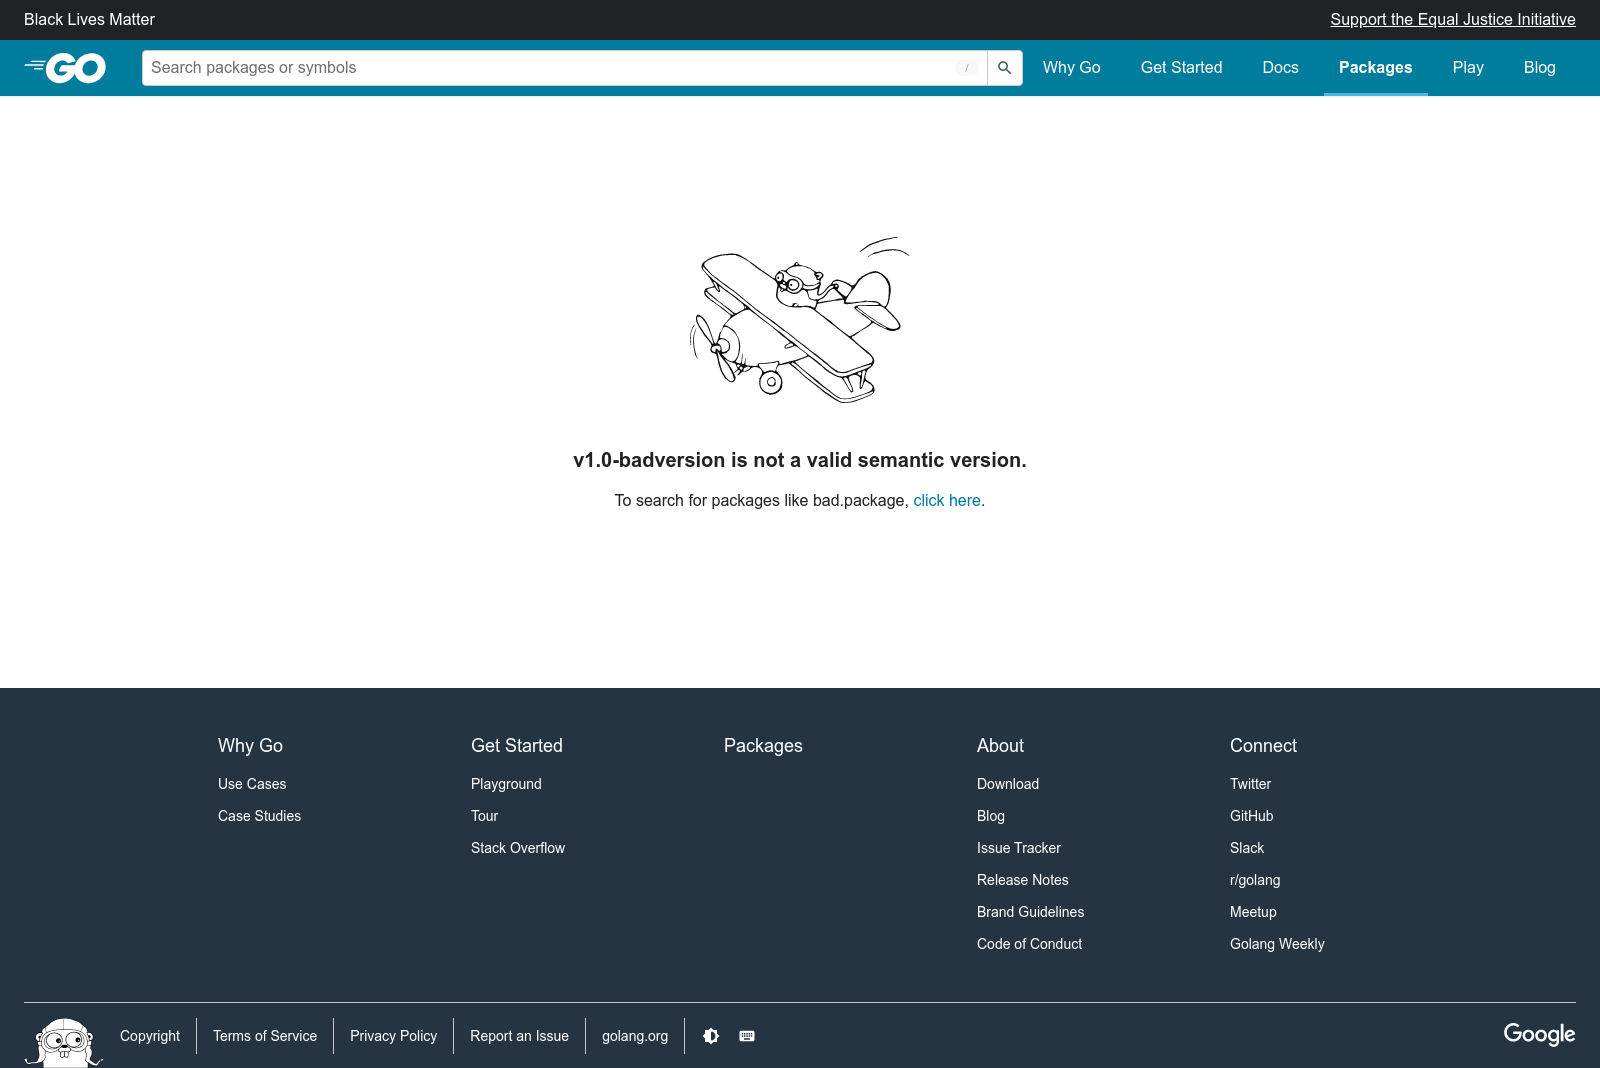 Black Lives Matter
Support the Equal Justice Initiative
GO
Search packages or symbols
/
Why Go
Get Started
Docs
Packages
Play
Blog
v1.0-badversion is not a valid semantic version.
To search for packages like bad.package, click here.
Why Go
Use Cases
Case Studies
Get Started
Playground
Tour
Stack Overflow
Packages
About
Download
Blog
Issue Tracker
Release Notes
Brand Guidelines
Code of Conduct
Connect
Twitter
GitHub
Slack
r/golang
Meetup
Golang Weekly
Copyright
Terms of Service
Privacy Policy
Report an Issue
golang.org
Google